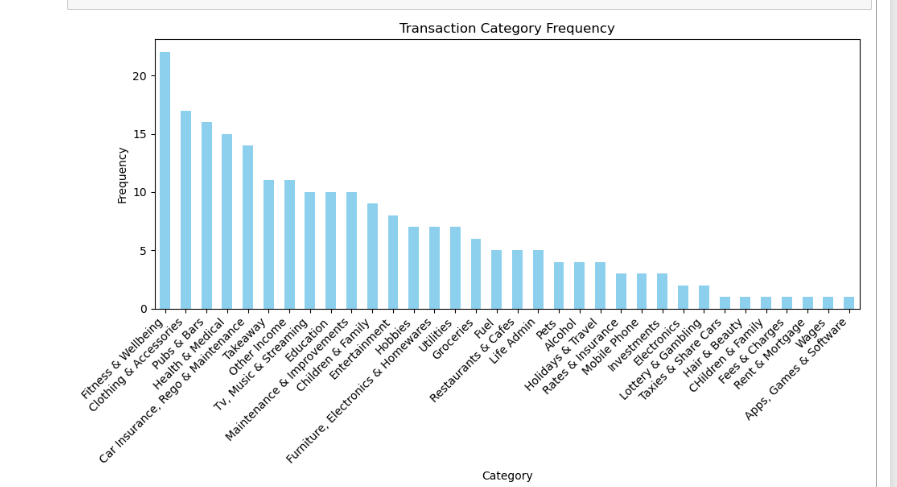 Transaction Category Frequency
20
15
10
5
0
Frequency
Fitness & Wellbeing
Clothing & Accessories
Pubs & Bars
Health & Medical
Car Insurance, Rego & Maintenance
Takeaway
Other Income
Tv, Music & Streaming
Education
Maintenance & Improvements
Children & Family
Entertainment
Hobbies
Furniture, Electronics & Homewares
Utilities
Groceries
Fuel
Restaurants & Cafes
Life Admin
Pets
Alcohol
Holidays & Travel
Rates & Insurance
Mobile Phone
Investments
Electronics
Lottery & Gambling
Taxies & Share Cars
Hair & Beauty
CHildren & Family
Fees & Charges
Rent & Mortgage
Wages
Apps, Games & Software
Category